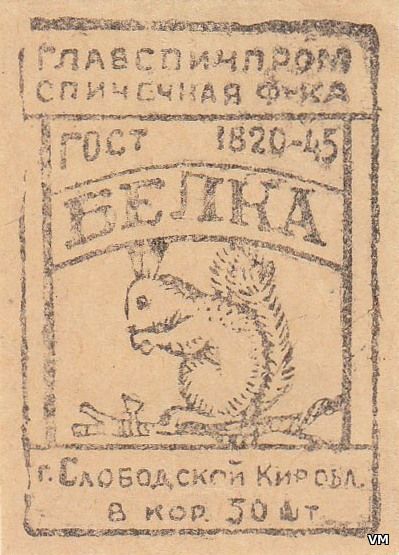 ГЛАВСПИЧПРОМ
СПИЧЕЧНАЯ Ф-КА
ГОСТ 1820-45
БЕЛКА
г. СЛОБОДСКОЙ КИР ОБЛ.
В КОР. 50 ШТ
VM